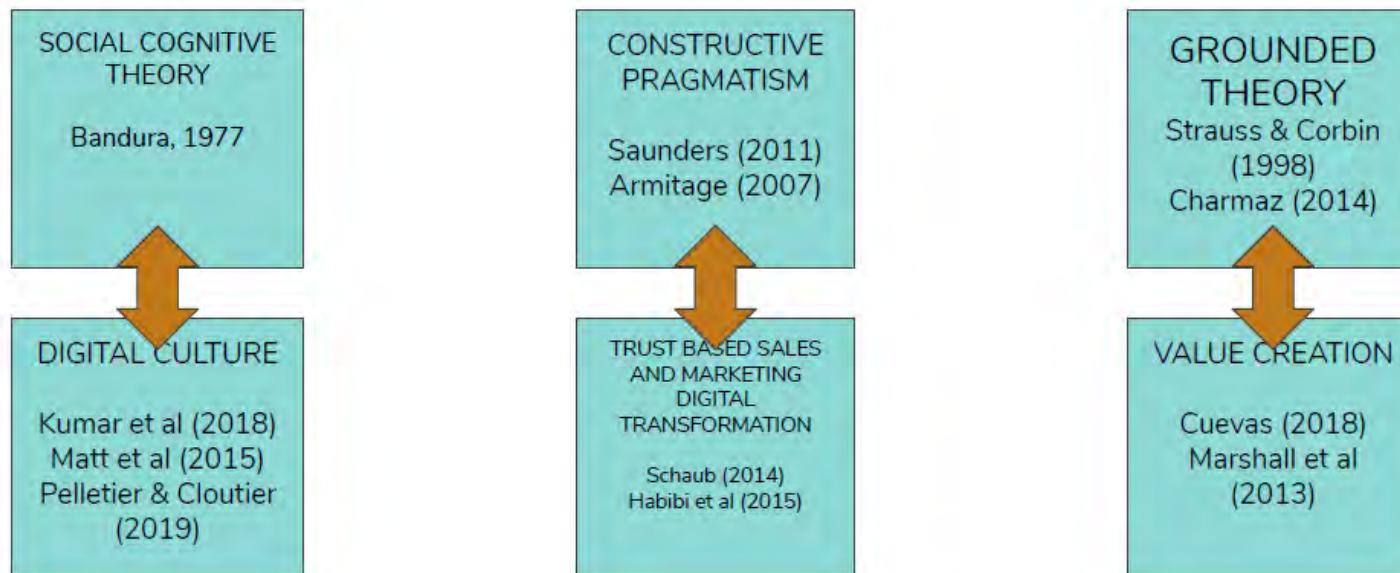 SOCIAL COGNITIVE
THEORY
Bandura, 1977
CONSTRUCTIVE
PRAGMATISM
Saunders (2011)
Armitage (2007)
GROUNDED
THEORY
Strauss & Corbin
(1998)
Charmaz (2014)
DIGITAL CULTURE
Kumar et al (2018)
Matt et al (2015)
Pelletier & Cloutier
(2019)
TRUST BASED SALES
AND MARKETING
DIGITAL
TRANSFORMATION
Schaub (2014)
Habibi et al (2015)
VALUE CREATION
Cuevas (2018)
Marshall et al
(2013)